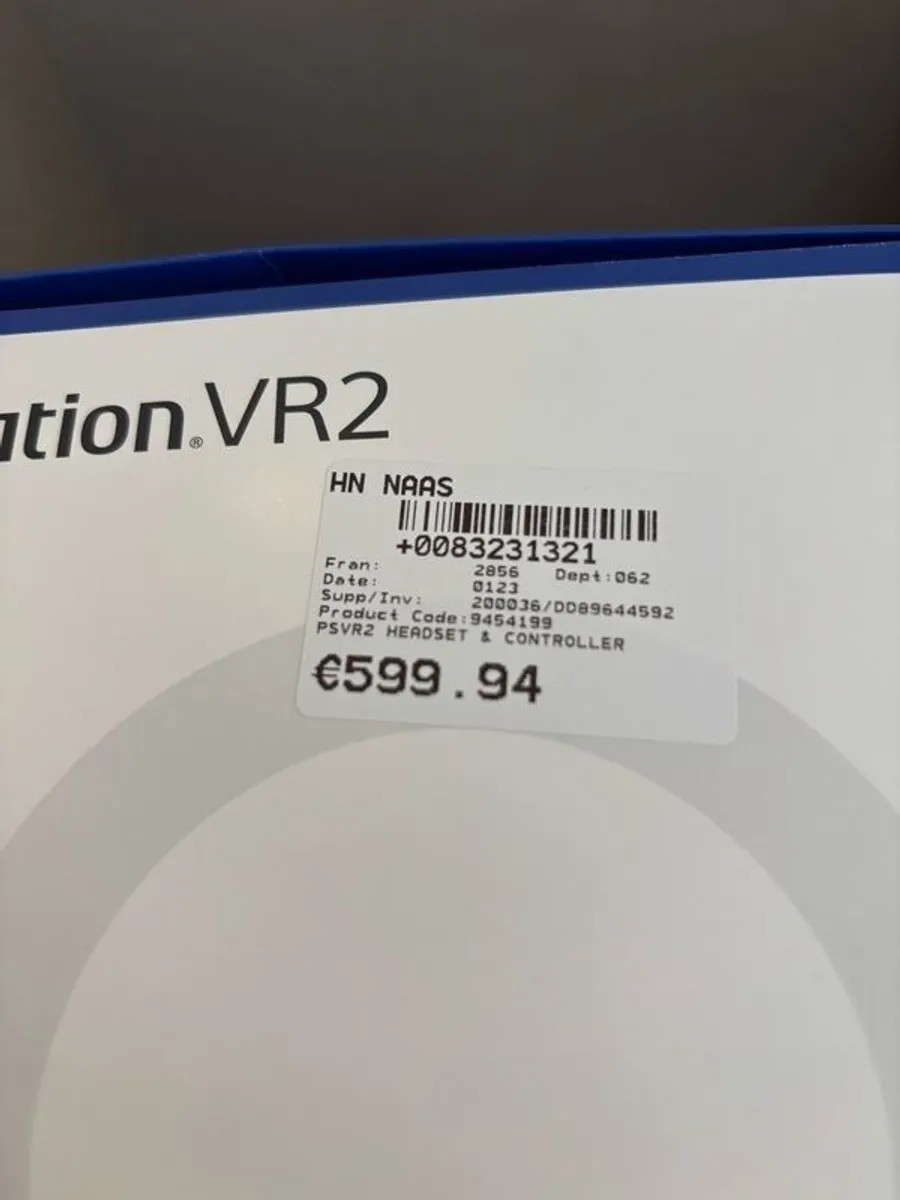 ation®VR2
HN NAAS
+0083231321
Fran: 2856 Dept:062
Date: 0123
Supp/Inv: 200036/DD89644592
Product Code:9454199
PSVR2 HEADSET & CONTROLLER
€599.94